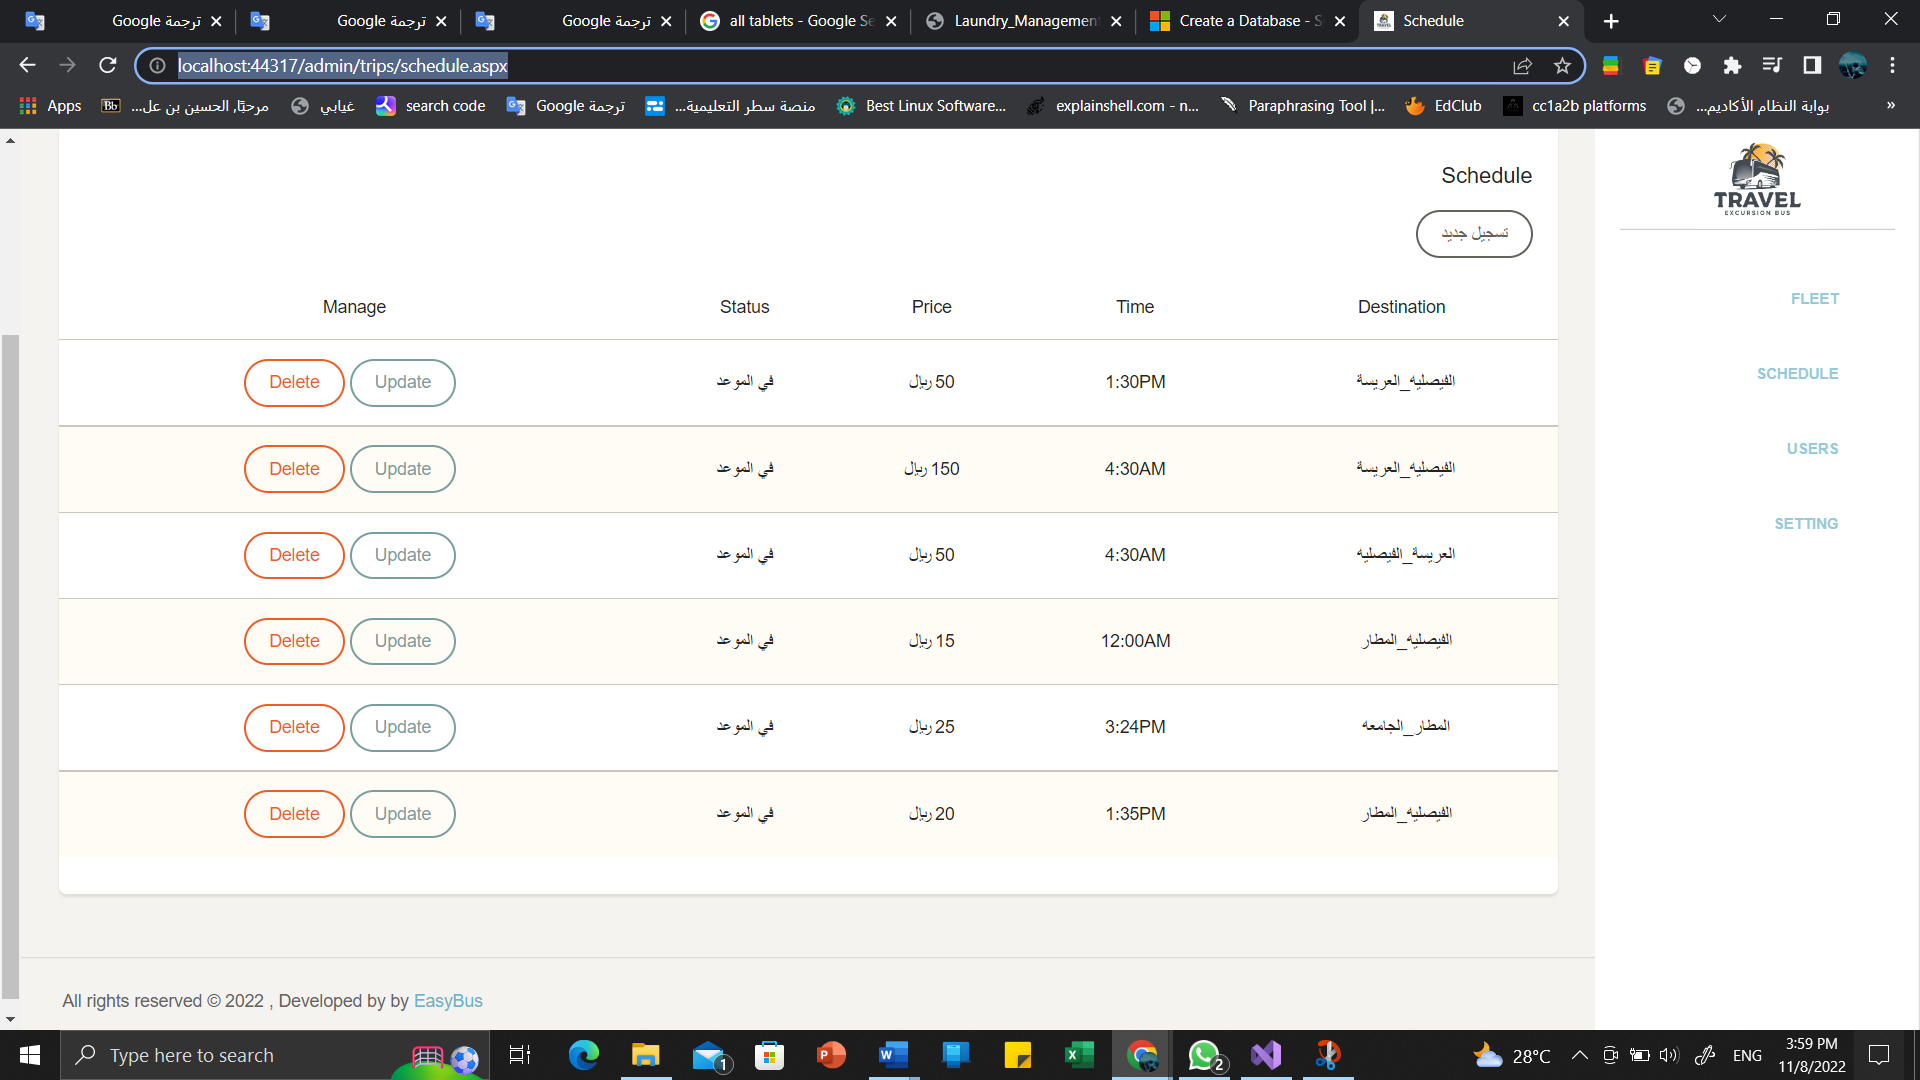 ترجمة Google
ترجمة Google
ترجمة Google
all tablets - Google Se
Laundry_Management
Create a Database - S
Schedule
localhost:44317/admin/trips/schedule.aspx
Apps
Bb
مرحبًا, الحسين بن عل...
غيابي
search code
ترجمة Google
منصة سطر التعليمية...
Best Linux Software...
explainshell.com - n...
Paraphrasing Tool |...
EdClub
cc1a2b platforms
بوابة النظام الأكاديم...
»
TRAVEL
EXCURSION BUS
FLEET
SCHEDULE
USERS
SETTING
Schedule
تسجيل جديد
Manage Status Price Time Destination
Delete Update في الموعد 50 ريال 1:30PM الفيصليه_العريسة
Delete Update في الموعد 150 ريال 4:30AM الفيصليه_العريسة
Delete Update في الموعد 50 ريال 4:30AM العريسة_الفيصليه
Delete Update في الموعد 15 ريال 12:00AM الفيصليه_المطار
Delete Update في الموعد 25 ريال 3:24PM المطار_الجامعه
Delete Update في الموعد 20 ريال 1:35PM الفيصليه_المطار
All rights reserved © 2022 , Developed by by EasyBus
Type here to search
1
2
28°C
ENG
3:59 PM
11/8/2022